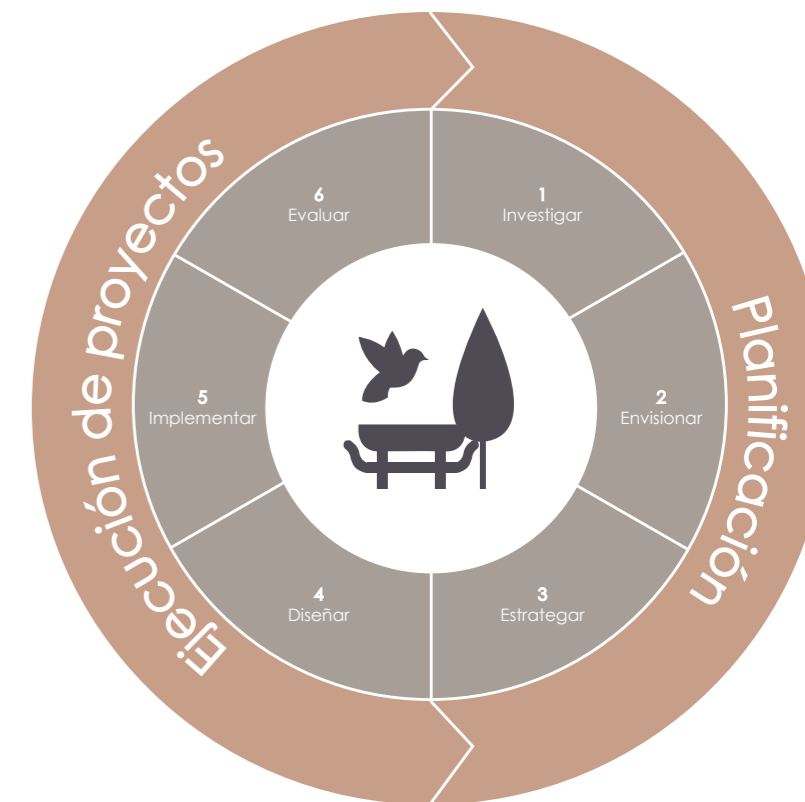 Ejecución de proyectos
Planificación
1
Investigar
2
Envisionar
3
Estrategar
4
Diseñar
5
Implementar
6
Evaluar